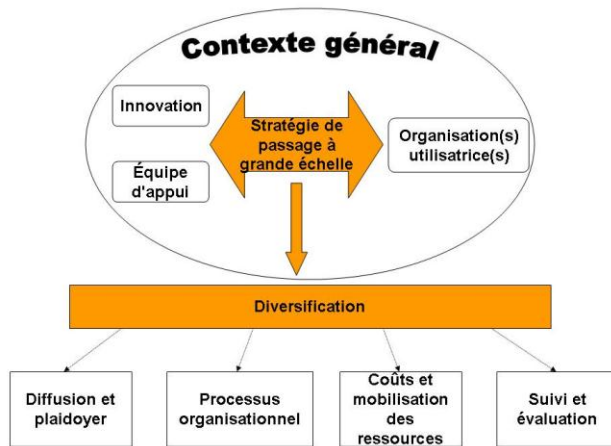 Contexte général
Innovation
Équipe
d'appui
Stratégie de
passage à
grande échelle
Organisation(s)
utilisatrice(s)
Diversification
Diffusion et
plaidoyer
Processus
organisationnel
Coûts et
mobilisation
des
ressources
Suivi et
évaluation